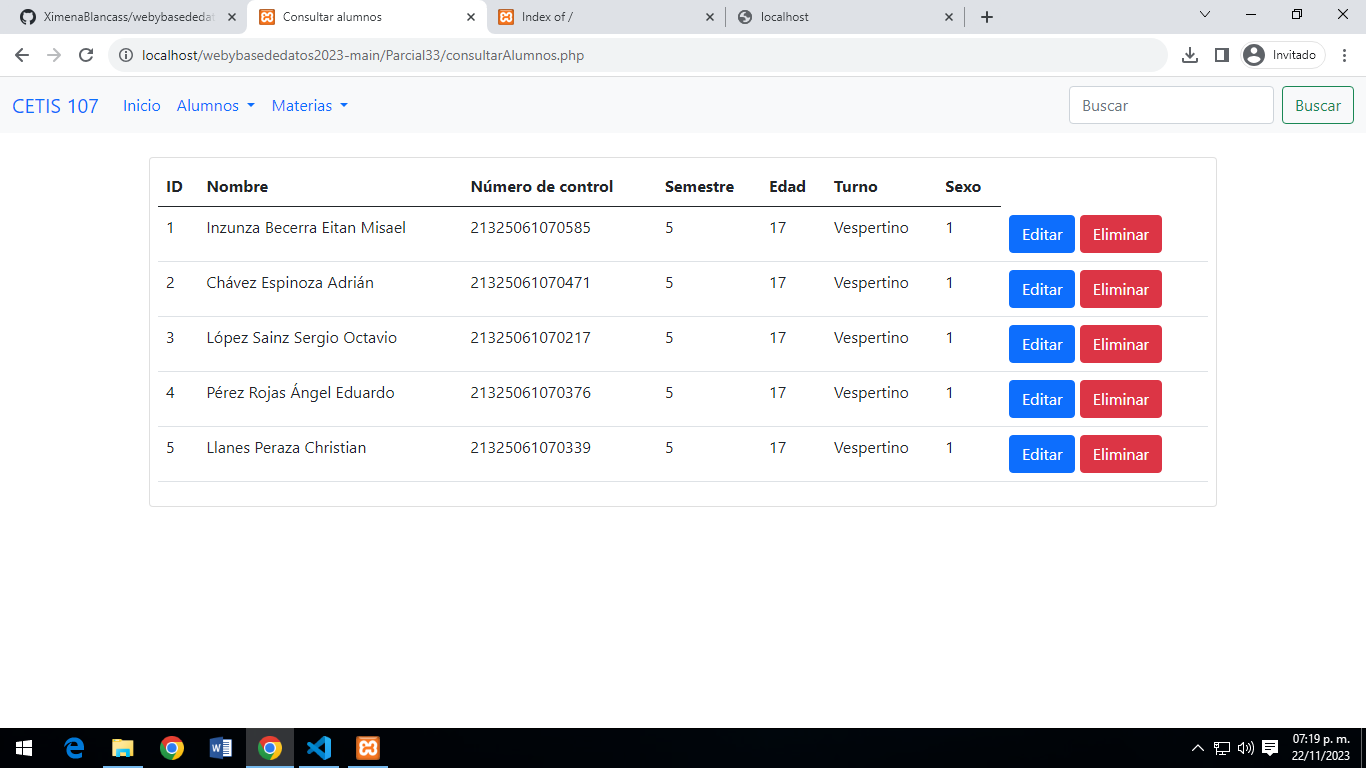 XimenaBlancass/webybasededat
Consultar alumnos
Index of /
localhost
localhost/webybasededatos2023-main/Parcial33/consultarAlumnos.php
Invitado
CETIS 107 Inicio Alumnos Materias Buscar Buscar
ID Nombre Número de control Semestre Edad Turno Sexo
1 Inzunza Becerra Eitan Misael 21325061070585 5 17 Vespertino 1 Editar Eliminar
2 Chávez Espinoza Adrián 21325061070471 5 17 Vespertino 1 Editar Eliminar
3 López Sainz Sergio Octavio 21325061070217 5 17 Vespertino 1 Editar Eliminar
4 Pérez Rojas Ángel Eduardo 21325061070376 5 17 Vespertino 1 Editar Eliminar
5 Llanes Peraza Christian 21325061070339 5 17 Vespertino 1 Editar Eliminar
07:19 p. m.
22/11/2023